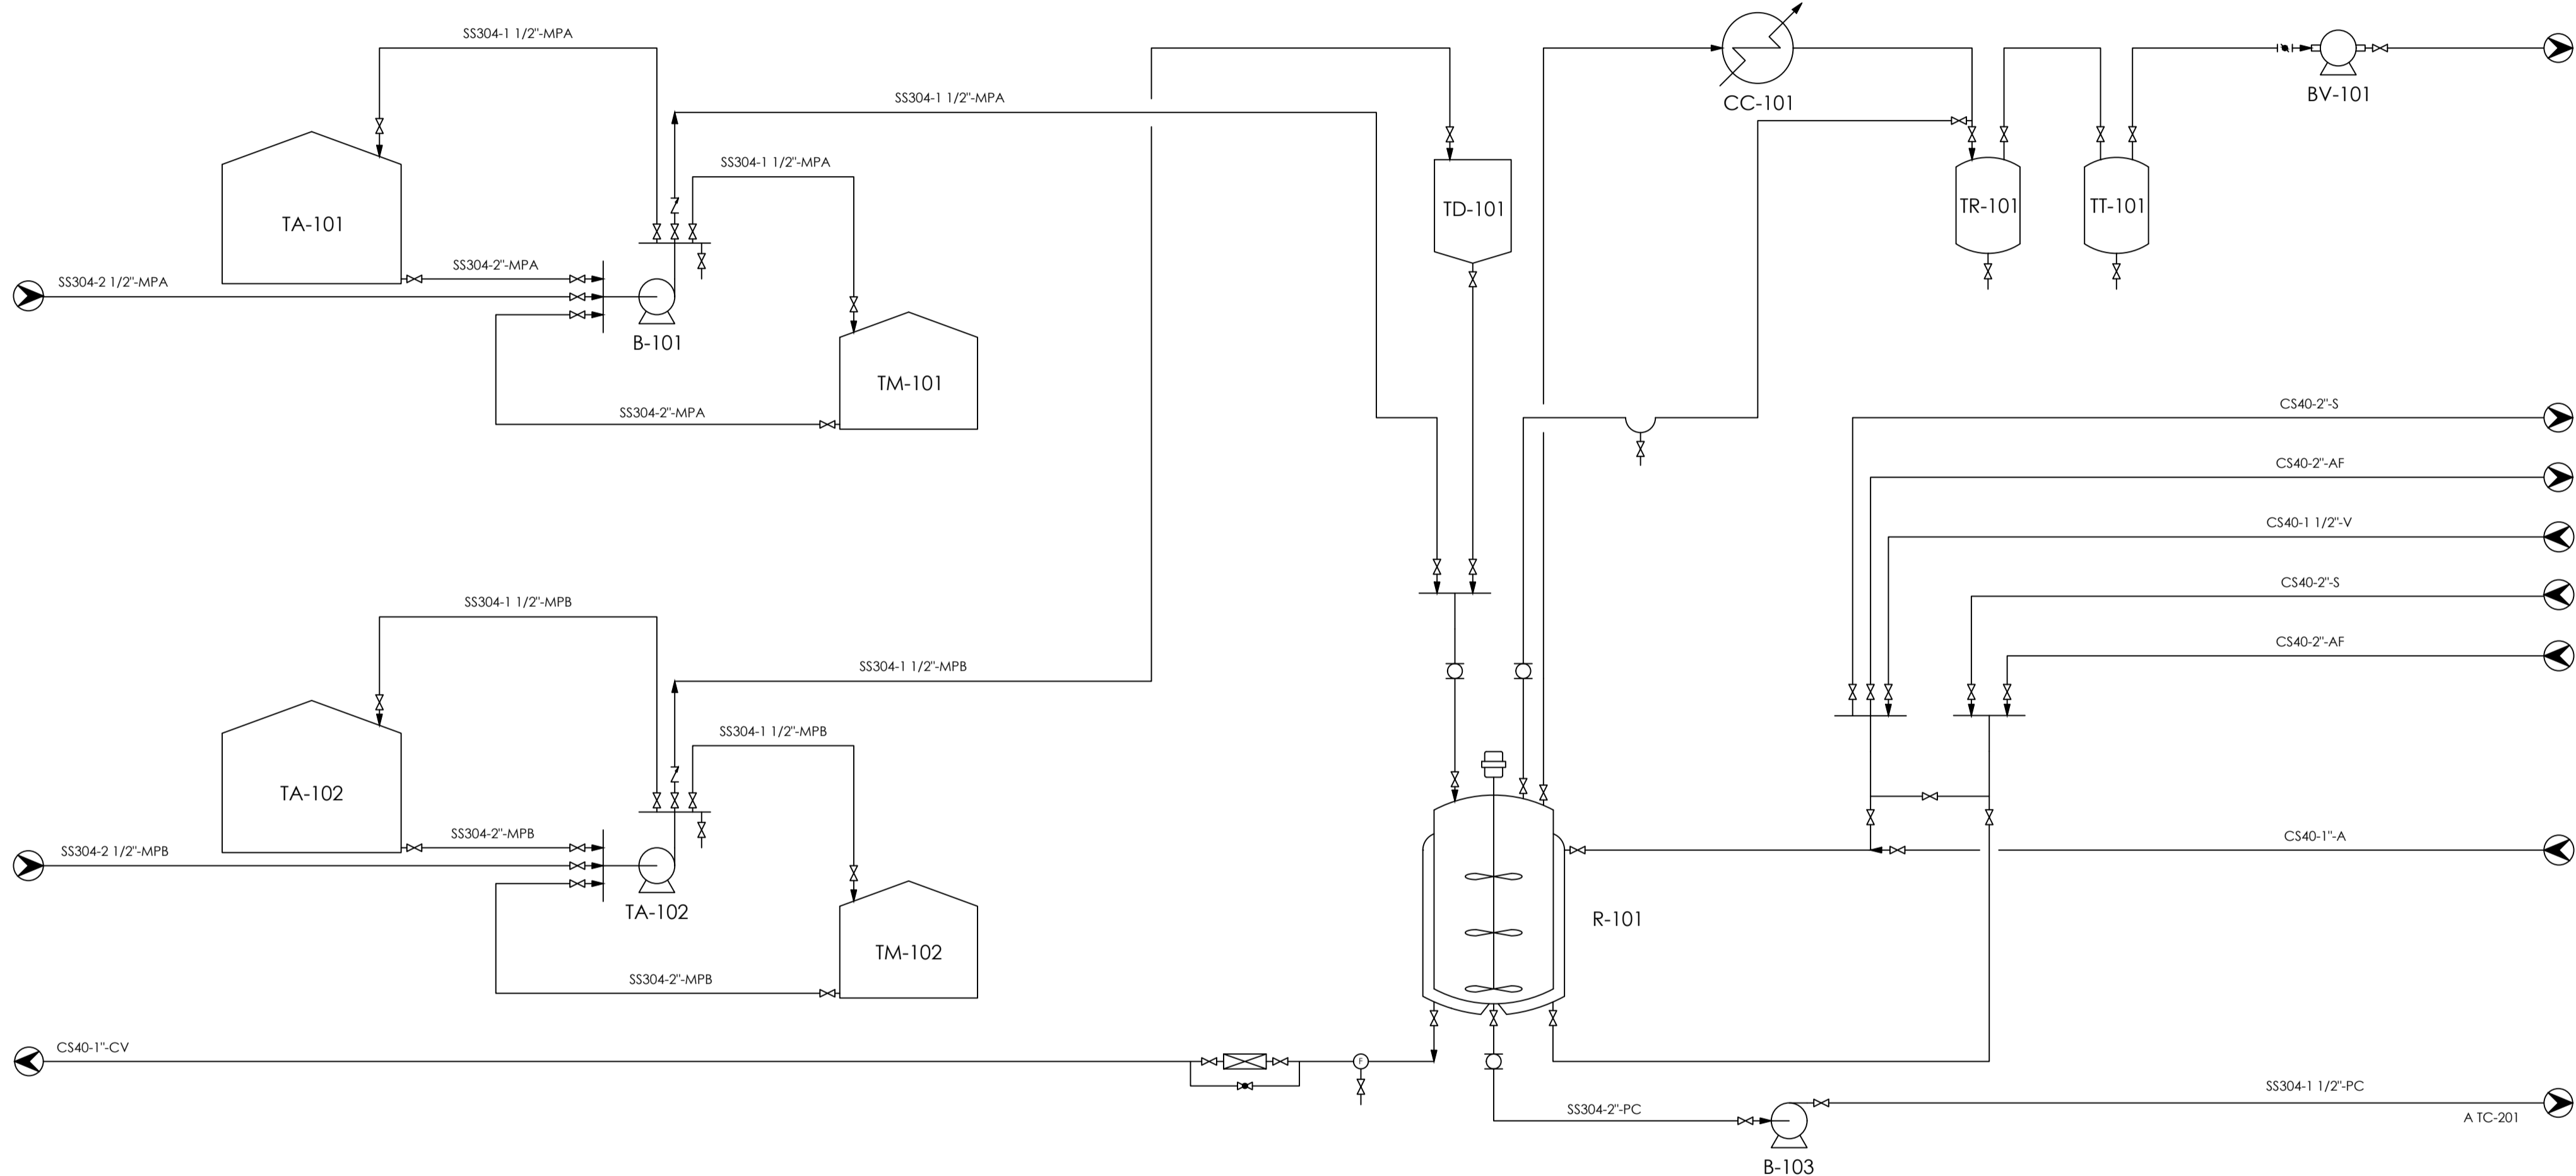 SS304-1 1/2"-MPA
CC-101
BV-101
SS304-1 1/2"-MPA
SS304-1 1/2"-MPA
TA-101
TD-101
TR-101
TT-101
SS304-2"-MPA
SS304-2 1/2"-MPA
B-101
TM-101
SS304-2"-MPA
CS40-2"-S
CS40-2"-AF
CS40-1 1/2"-V
CS40-2"-S
CS40-2"-AF
SS304-1 1/2"-MPB
SS304-1 1/2"-MPB
SS304-1 1/2"-MPB
TA-102
SS304-2"-MPB
SS304-2 1/2"-MPB
TA-102
TM-102
SS304-2"-MPB
CS40-1"-A
R-101
CS40-1"-CV
F
SS304-1 1/2"-PC
SS304-2"-PC
A TC-201
B-103